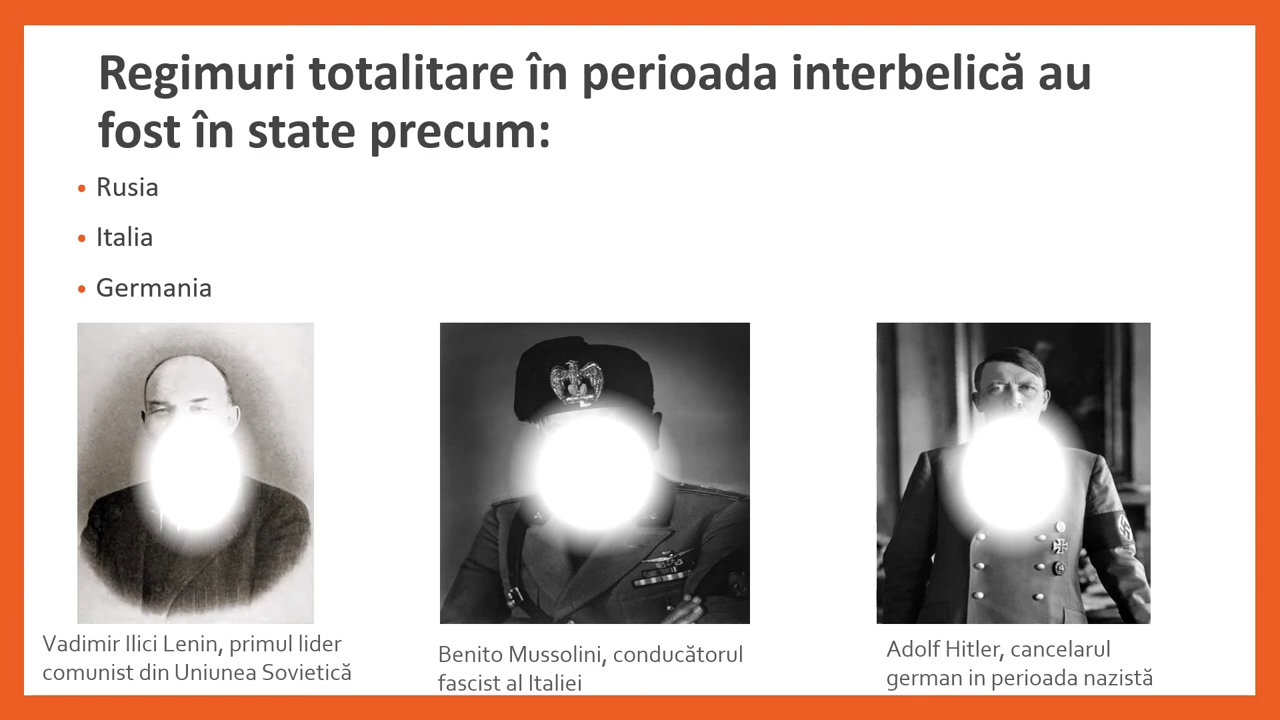 Regimuri totalitare în perioada interbelică au
fost în state precum:
Rusia
Italia
Germania
Vadimir Ilici Lenin, primul lider
comunist din Uniunea Sovietică
Benito Mussolini, conducătorul
fascist al Italiei
Adolf Hitler, cancelarul
german in perioada nazistă